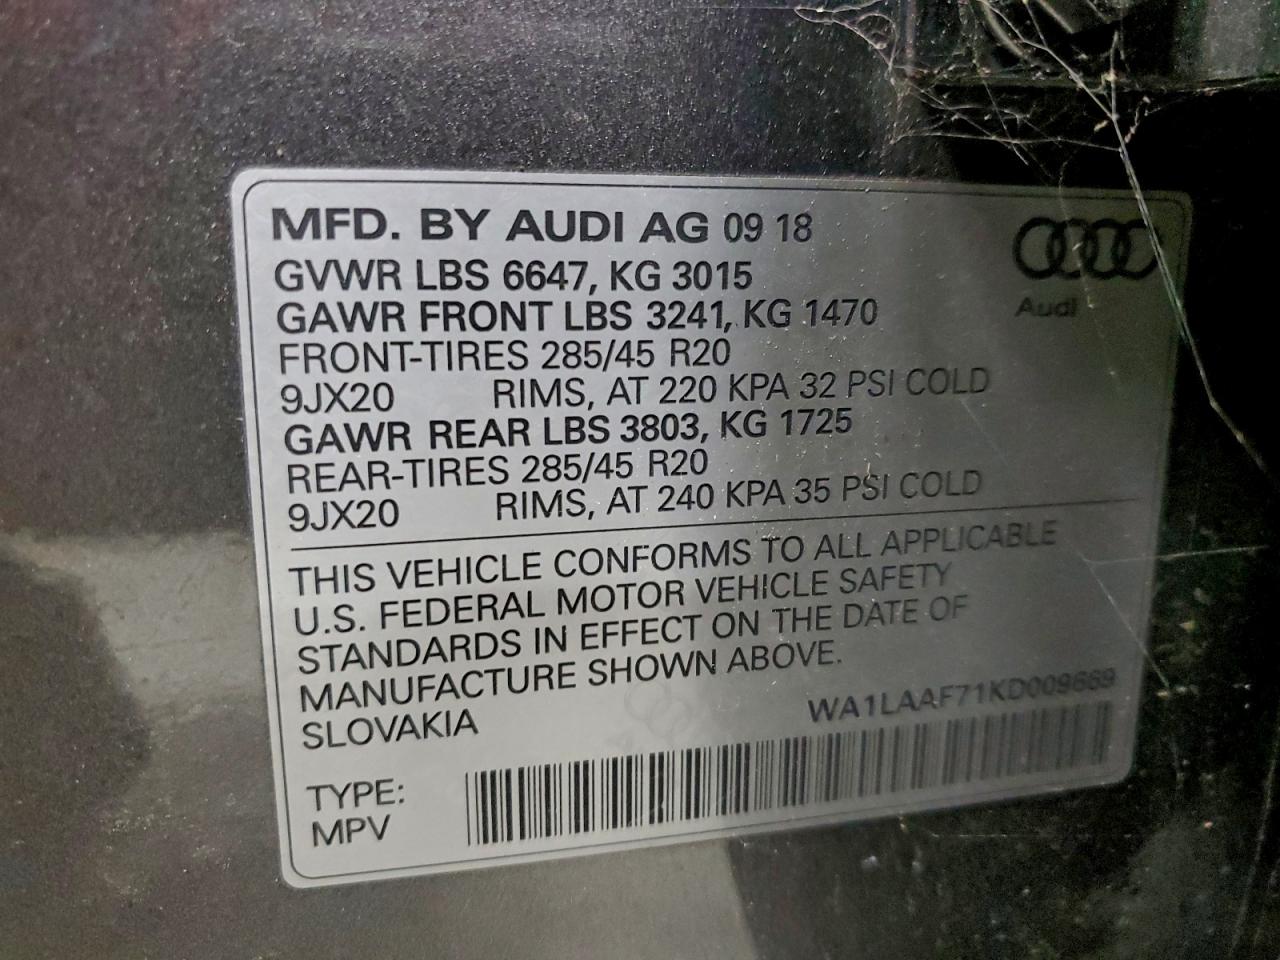 MFD. BY AUDI AG 09 18
GVWR LBS 6647, KG 3015
GAWR FRONT LBS 3241, KG 1470
FRONT-TIRES 285/45 R20
9JX20 RIMS, AT 220 KPA 32 PSI COLD
GAWR REAR LBS 3803, KG 1725
REAR-TIRES 285/45 R20
9JX20 RIMS, AT 240 KPA 35 PSI COLD
Audi
THIS VEHICLE CONFORMS TO ALL APPLICABLE
U.S. FEDERAL MOTOR VEHICLE SAFETY
STANDARDS IN EFFECT ON THE DATE OF
MANUFACTURE SHOWN ABOVE.
SLOVAKIA
WA1LAAF71KD009669
TYPE:
MPV